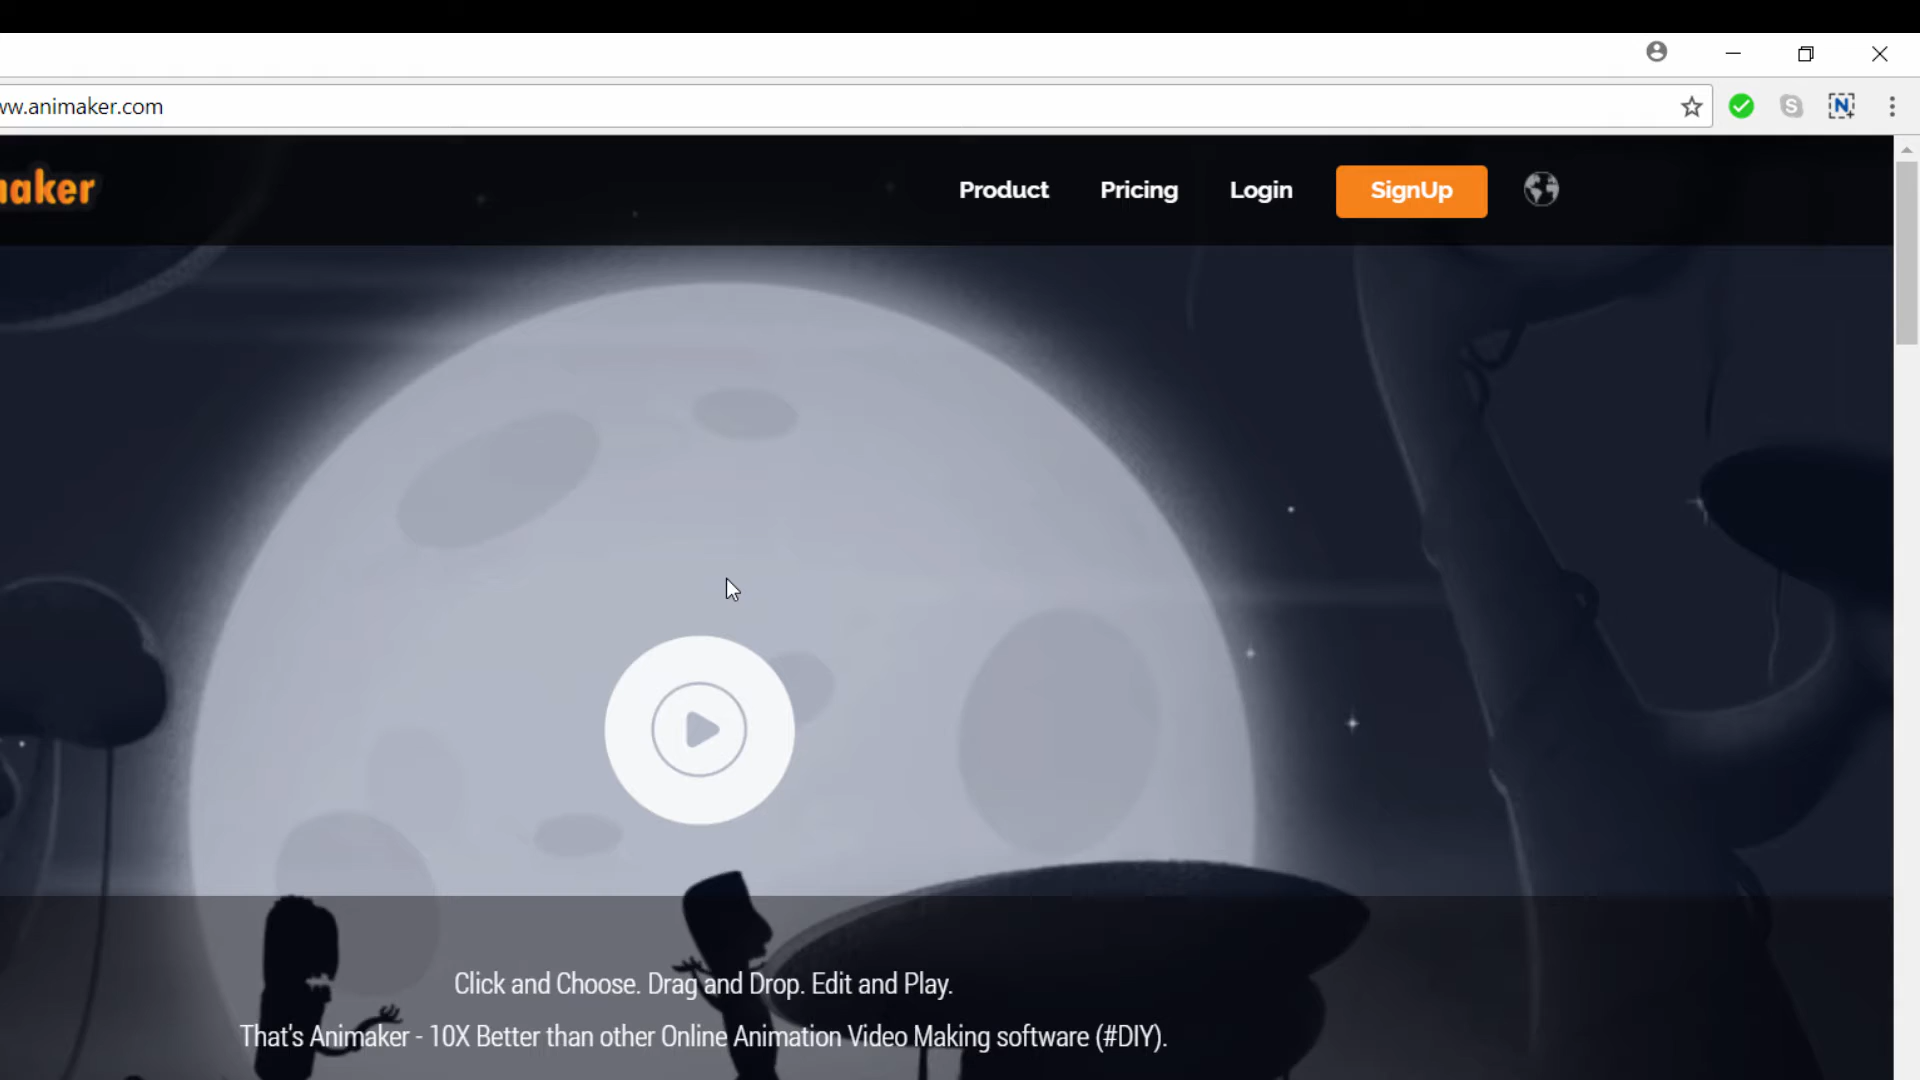 ww.animaker.com
maker
Product Pricing Login SignUp
Click and Choose. Drag and Drop. Edit and Play.
That's Animaker - 10X Better than other Online Animation Video Making software (#DIY).